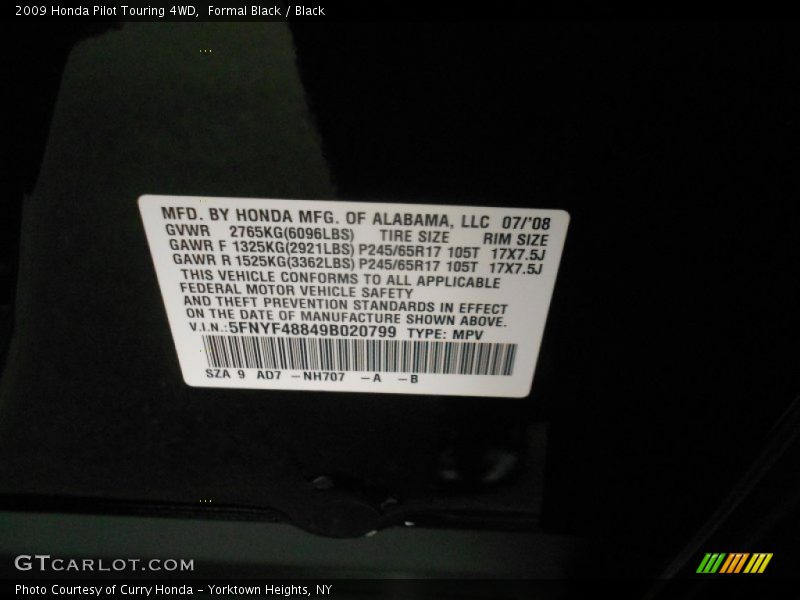 2009 Honda Pilot Touring 4WD,  Formal Black / Black
MFD. BY HONDA MFG. OF ALABAMA, LLC 07/'08
GVWR 2765KG(6096LBS) TIRE SIZE RIM SIZE
GAWR F 1325KG(2921LBS) P245/65R17 105T 17X7.5J
GAWR R 1525KG(3362LBS) P245/65R17 105T 17X7.5J
THIS VEHICLE CONFORMS TO ALL APPLICABLE
FEDERAL MOTOR VEHICLE SAFETY
AND THEFT PREVENTION STANDARDS IN EFFECT
ON THE DATE OF MANUFACTURE SHOWN ABOVE.
V.I.N.:5FNYF48849B020799 TYPE: MPV
SZA 9 AD7 -NH707 -A -B
GTCARLOT.COM
Photo Courtesy of Curry Honda - Yorktown Heights, NY